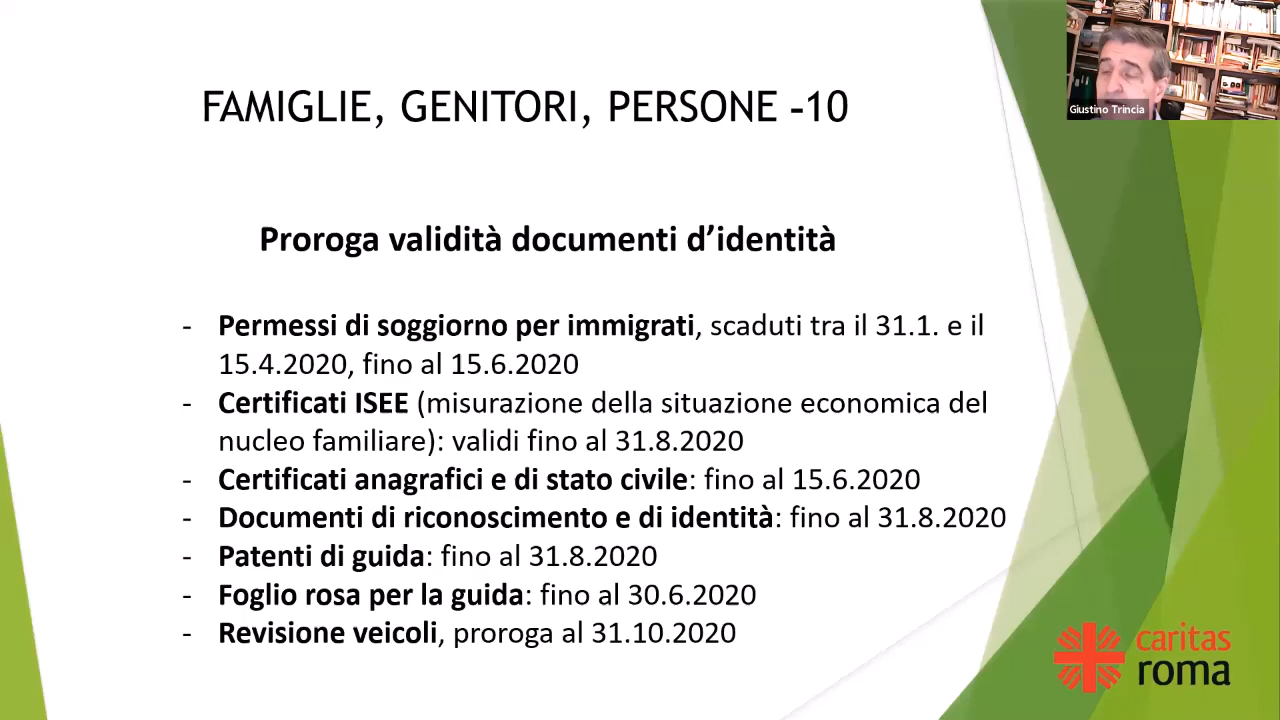 FAMIGLIE, GENITORI, PERSONE -10
Giustino Trincia
Proroga validità documenti d’identità
- Permessi di soggiorno per immigrati, scaduti tra il 31.1. e il
15.4.2020, fino al 15.6.2020
- Certificati ISEE (misurazione della situazione economica del
nucleo familiare): validi fino al 31.8.2020
- Certificati anagrafici e di stato civile: fino al 15.6.2020
- Documenti di riconoscimento e di identità: fino al 31.8.2020
- Patenti di guida: fino al 31.8.2020
- Foglio rosa per la guida: fino al 30.6.2020
- Revisione veicoli, proroga al 31.10.2020
caritas
roma